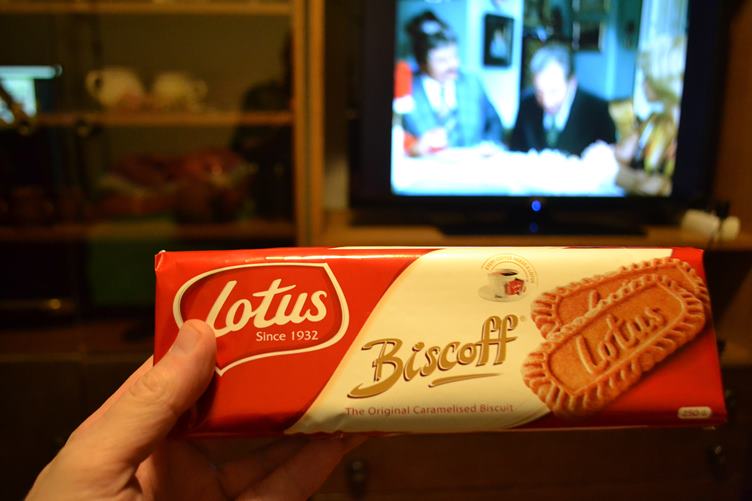 Lotus
Since 1932
Biscoff
The Original Caramelised Biscuit
Lotus
250 g